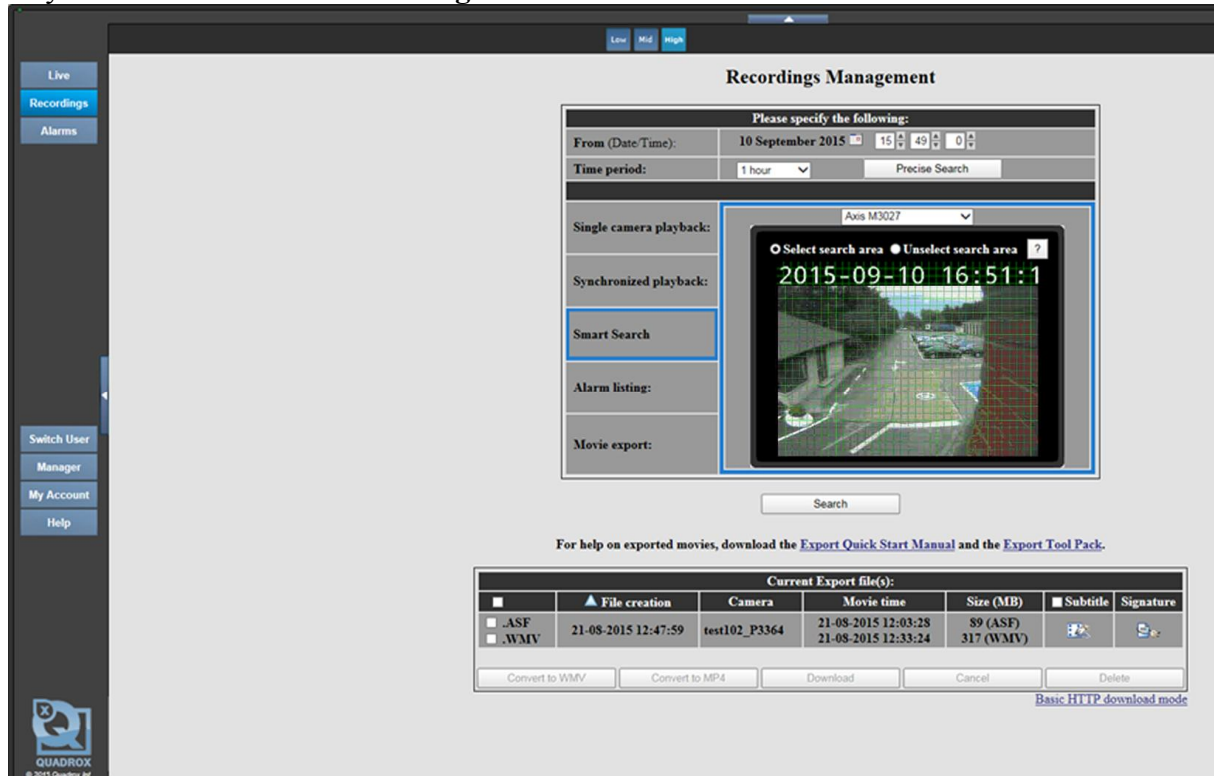 Low Mid High
Live
Recordings
Alarms
Switch User
Manager
My Account
Help
QUADROX
Recordings Management
Please specify the following:
From (Date/Time): 10 September 2015 15 49 0
Time period: 1 hour Precise Search
Single camera playback:
Synchronized playback:
Smart Search
Alarm listing:
Movie export:
Axis M3027
Select search area Unselect search area ?
2015-09-10 16:51:1
Search
For help on exported movies, download the Export Quick Start Manual and the Export Tool Pack.
Current Export file(s):
File creation Camera Movie time Size (MB) Subtitle Signature
.ASF 21-08-2015 12:47:59 test102_P3364 21-08-2015 12:03:28 89 (ASF)
.WMV 21-08-2015 12:33:24 317 (WMV)
Convert to WMV Convert to MP4 Download Cancel Delete
Basic HTTP download mode